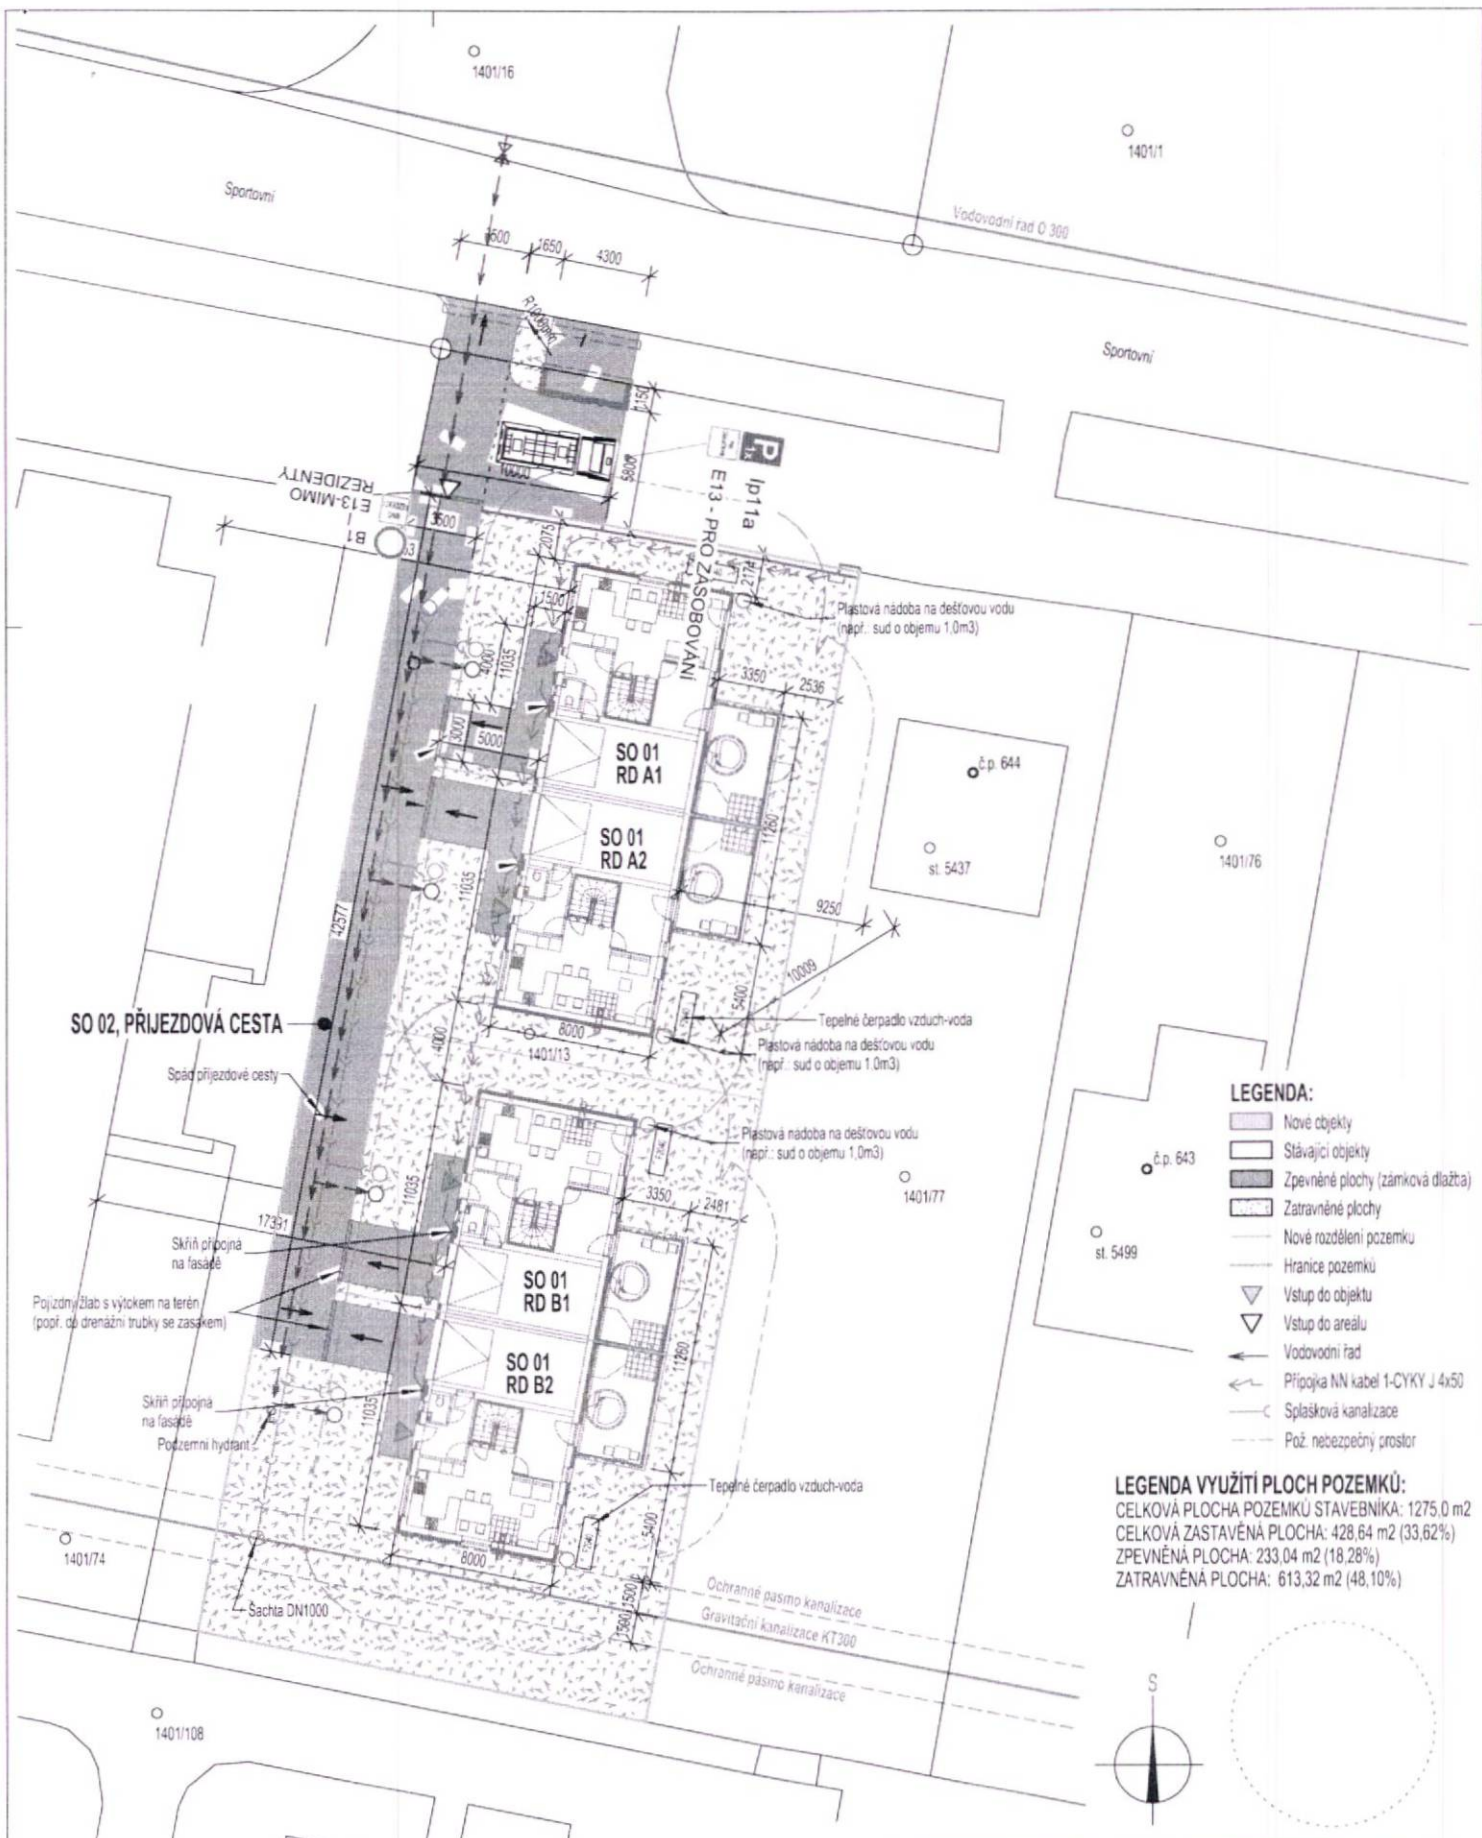 1401/16
1401/1
Sportovní
Vodovodní řad O 300
3500
1650
4300
Sportovní
1150
10000
5800
P
1x
Ip11a
E13 - PRO ZÁSOBOVÁNÍ
E13-MIMO
REZIDENTY
B1
3500
2075
2174
1500
Plastová nádoba na dešťovou vodu
(např.: sud o objemu 1,0m3)
4000
11035
3350
2536
3000
5000
SO 01
RD A1
č.p. 644
SO 01
RD A2
11260
st. 5437
1401/76
11035
9250
42577
10009
5400
SO 02, PŘIJEZDOVÁ CESTA
Tepelné čerpadlo vzduch-voda
8000
1401/13
4000
Plastová nádoba na dešťovou vodu
(např.: sud o objemu 1,0m3)
Spád příjezdové cesty
Plastová nádoba na dešťovou vodu
(např.: sud o objemu 1,0m3)
č.p. 643
1401/77
11035
3350
2481
st. 5499
17391
Skříň přípojná
na fasádě
SO 01
RD B1
Pojízdný žlab s výtokem na terén
(popř. do drenážní trubky se zásakem)
SO 01
RD B2
11260
Skříň přípojná
na fasádě
11035
Podzemní hydrant
Tepelné čerpadlo vzduch-voda
5400
1401/74
8000
Šachta DN1000
1500
1590
Ochranné pásmo kanalizace
Gravitační kanalizace KT300
Ochranné pásmo kanalizace
1401/108
LEGENDA:
Nové objekty
Stávající objekty
Zpevněné plochy (zámková dlažba)
Zatravněné plochy
Nové rozdělení pozemku
Hranice pozemků
Vstup do objektu
Vstup do areálu
Vodovodní řad
Přípojka NN kabel 1-CYKY J 4x50
Splašková kanalizace
Pož. nebezpečný prostor
LEGENDA VYUŽITÍ PLOCH POZEMKŮ:
CELKOVÁ PLOCHA POZEMKŮ STAVEBNÍKA: 1275,0 m2
CELKOVÁ ZASTAVĚNÁ PLOCHA: 428,64 m2 (33,62%)
ZPEVNĚNÁ PLOCHA: 233,04 m2 (18,28%)
ZATRAVNĚNÁ PLOCHA: 613,32 m2 (48,10%)
S